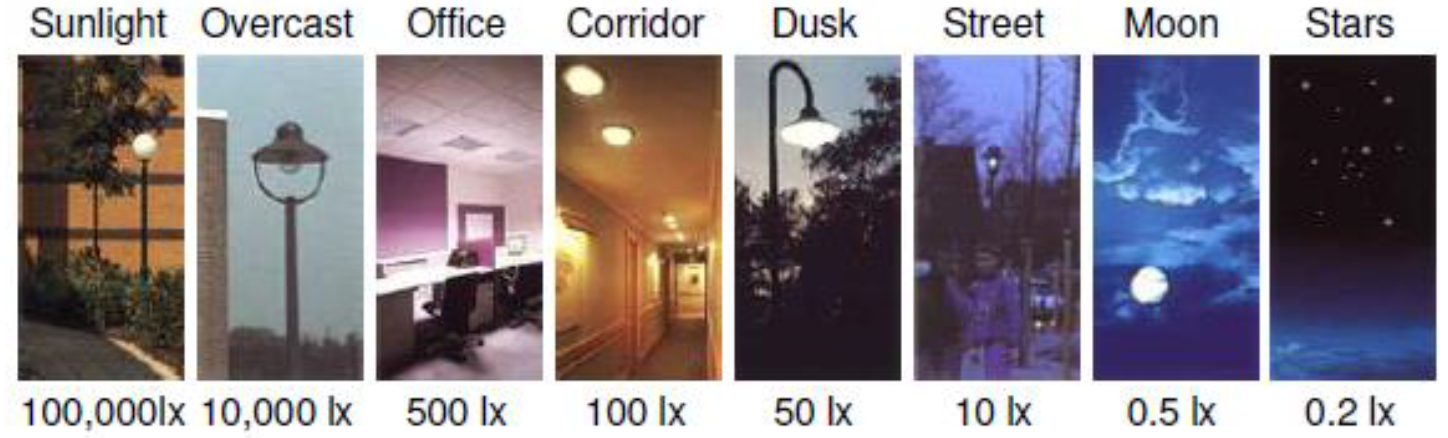 Sunlight Overcast Office Corridor Dusk Street Moon Stars
100,000lx 10,000 lx 500 lx 100 lx 50 lx 10 lx 0.5 lx 0.2 lx